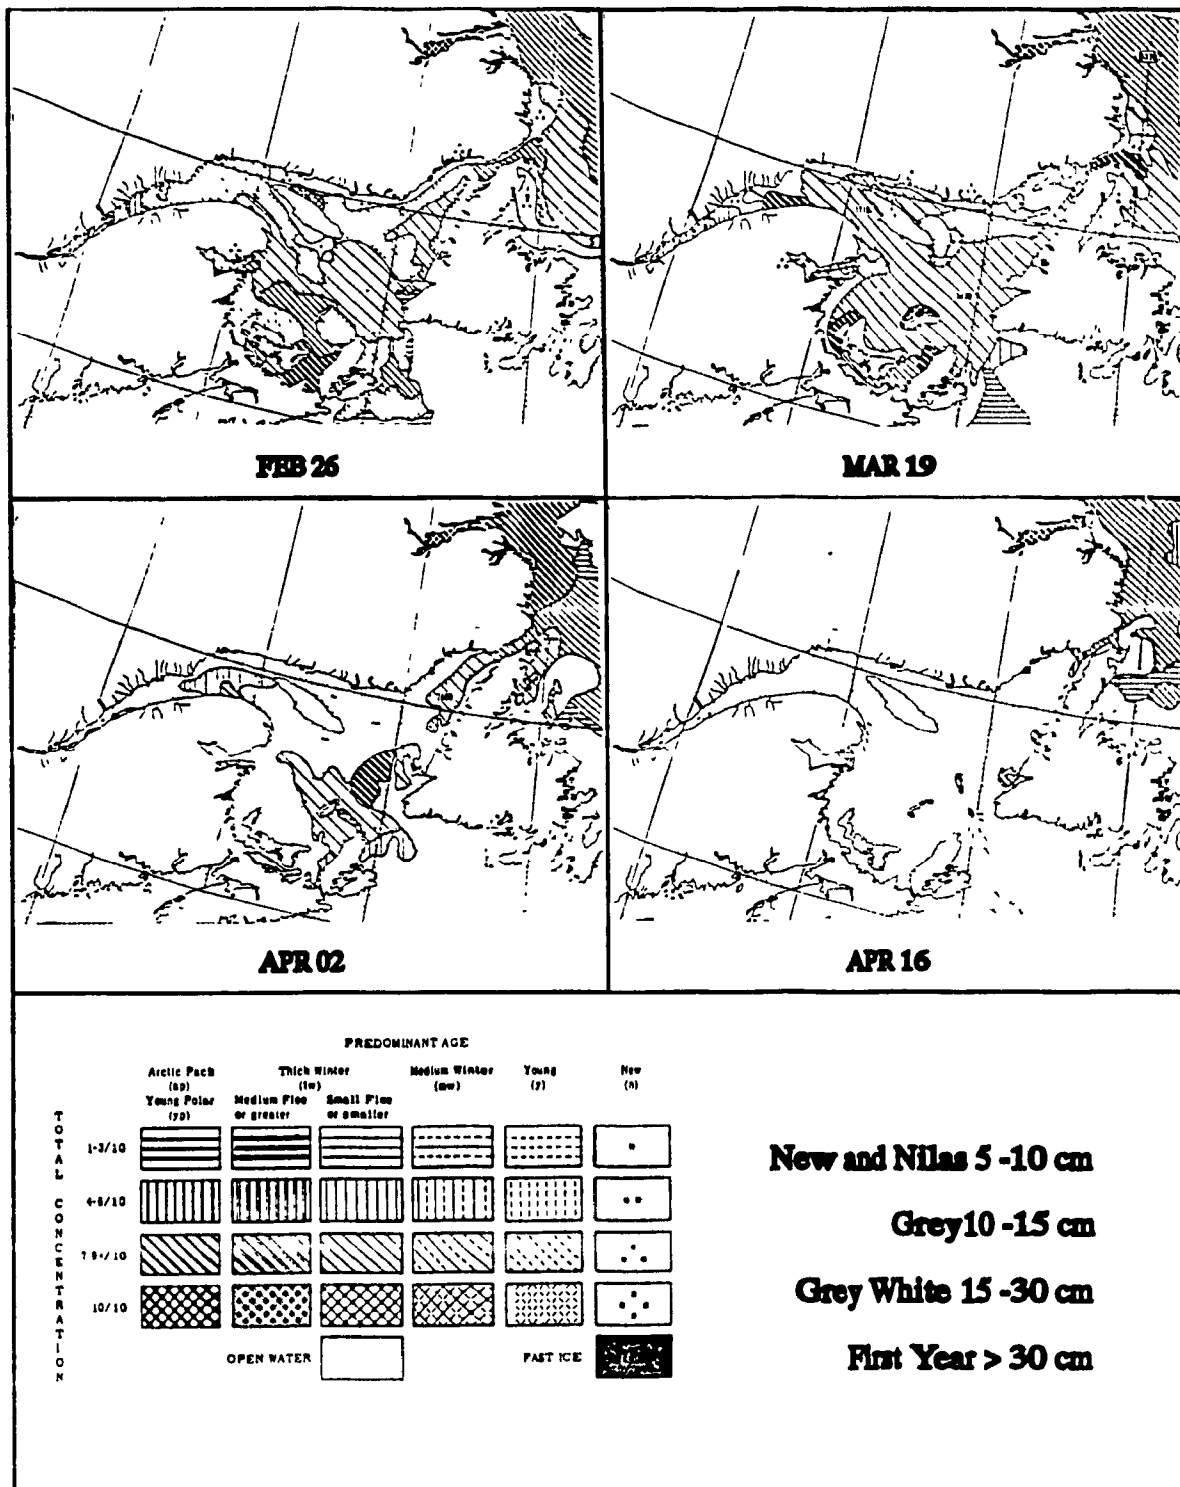 FEB 26
MAR 19
APR 02
APR 16
PREDOMINANT AGE
Arctic Pack (ap)
Young Polar (yp)
Thick Winter (tw)
Medium Floe or greater
Small Floe or smaller
Medium Winter (mw)
Young (y)
New (n)
TOTAL CONCENTRATION
1-3/10
4-6/10
7-9+/10
10/10
OPEN WATER
FAST ICE
New and Nilas 5 -10 cm
Grey10 -15 cm
Grey White 15 -30 cm
First Year > 30 cm